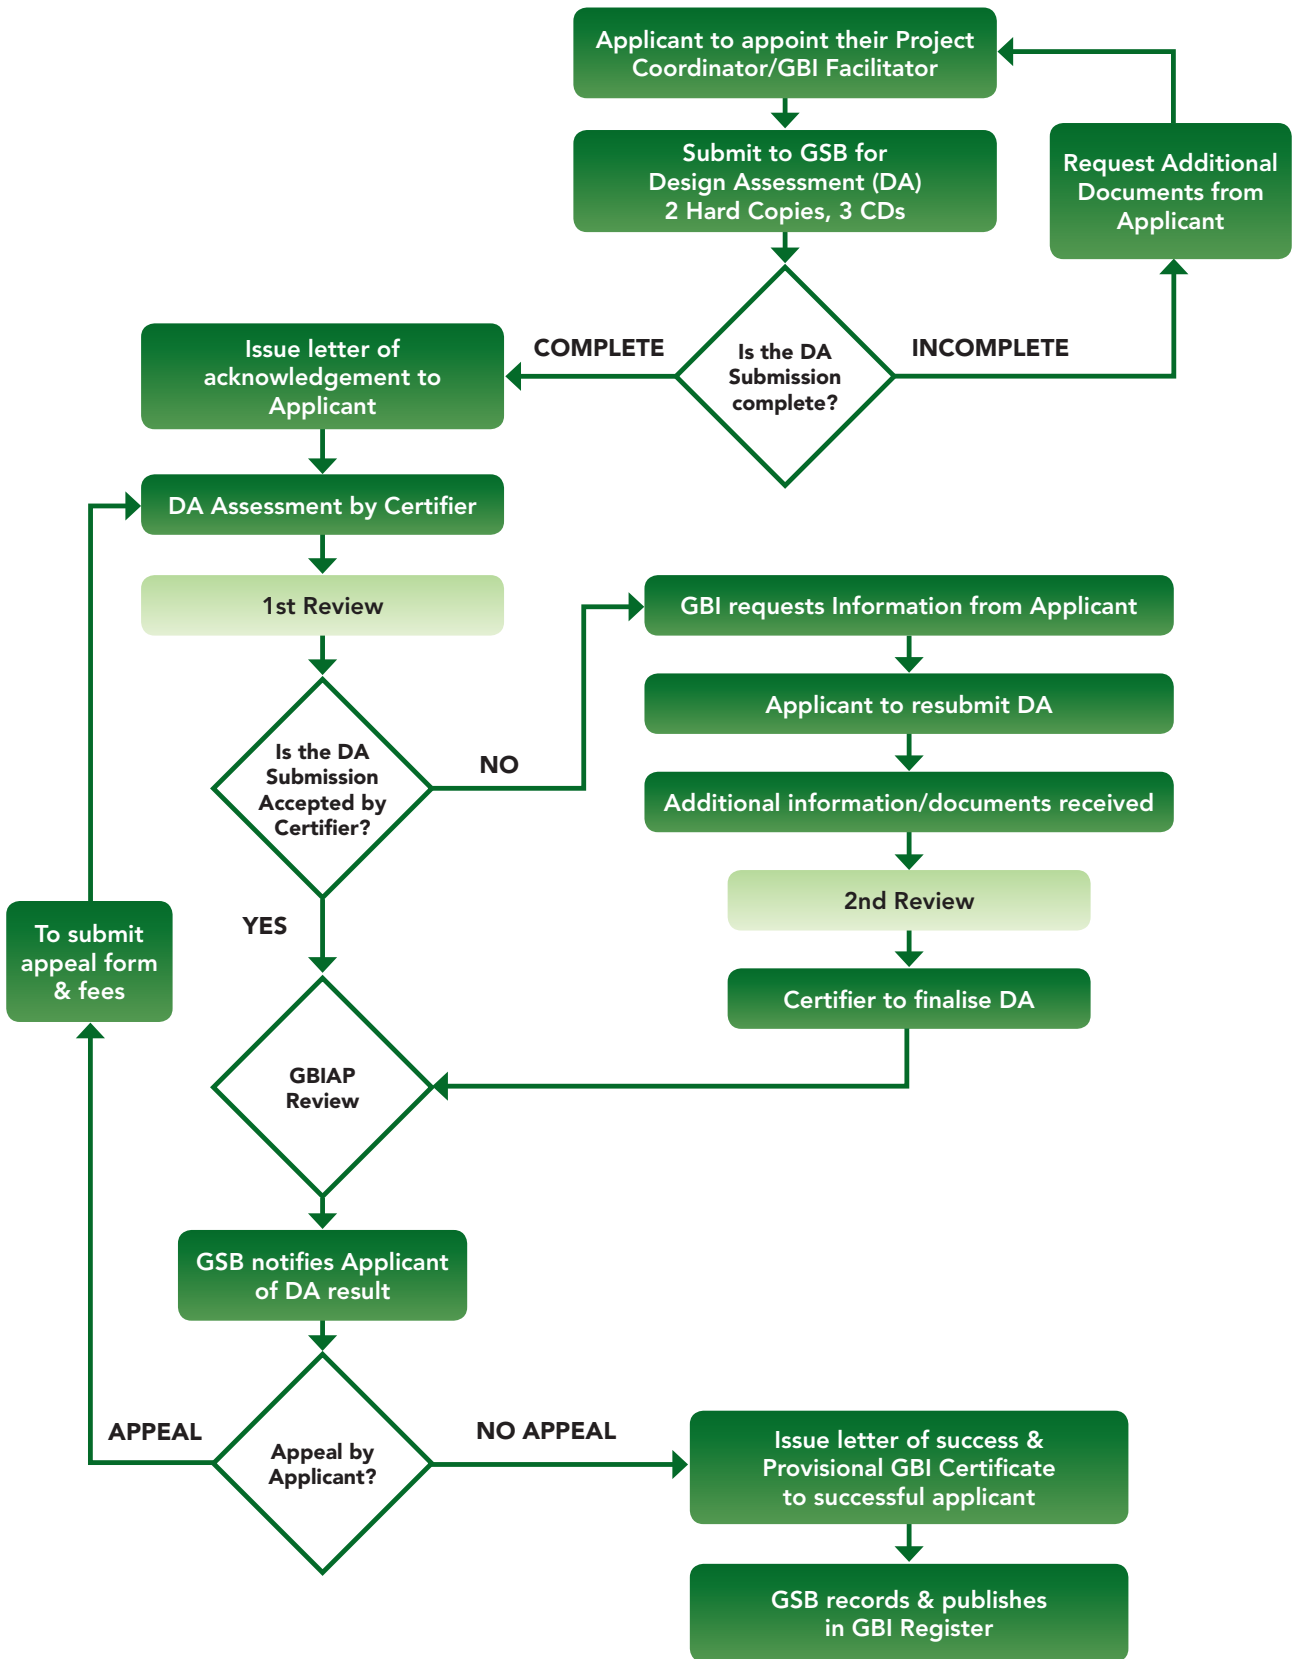 Applicant to appoint their Project
Coordinator/GBI Facilitator
Submit to GSB for
Design Assessment (DA)
2 Hard Copies, 3 CDs
Request Additional
Documents from
Applicant
Is the DA
Submission
complete?
COMPLETE
INCOMPLETE
Issue letter of
acknowledgement to
Applicant
DA Assessment by Certifier
1st Review
Is the DA
Submission
Accepted by
Certifier?
NO
YES
GBI requests Information from Applicant
Applicant to resubmit DA
Additional information/documents received
2nd Review
Certifier to finalise DA
To submit
appeal form
& fees
GBIAP
Review
GSB notifies Applicant
of DA result
Appeal by
Applicant?
APPEAL
NO APPEAL
Issue letter of success &
Provisional GBI Certificate
to successful applicant
GSB records & publishes
in GBI Register